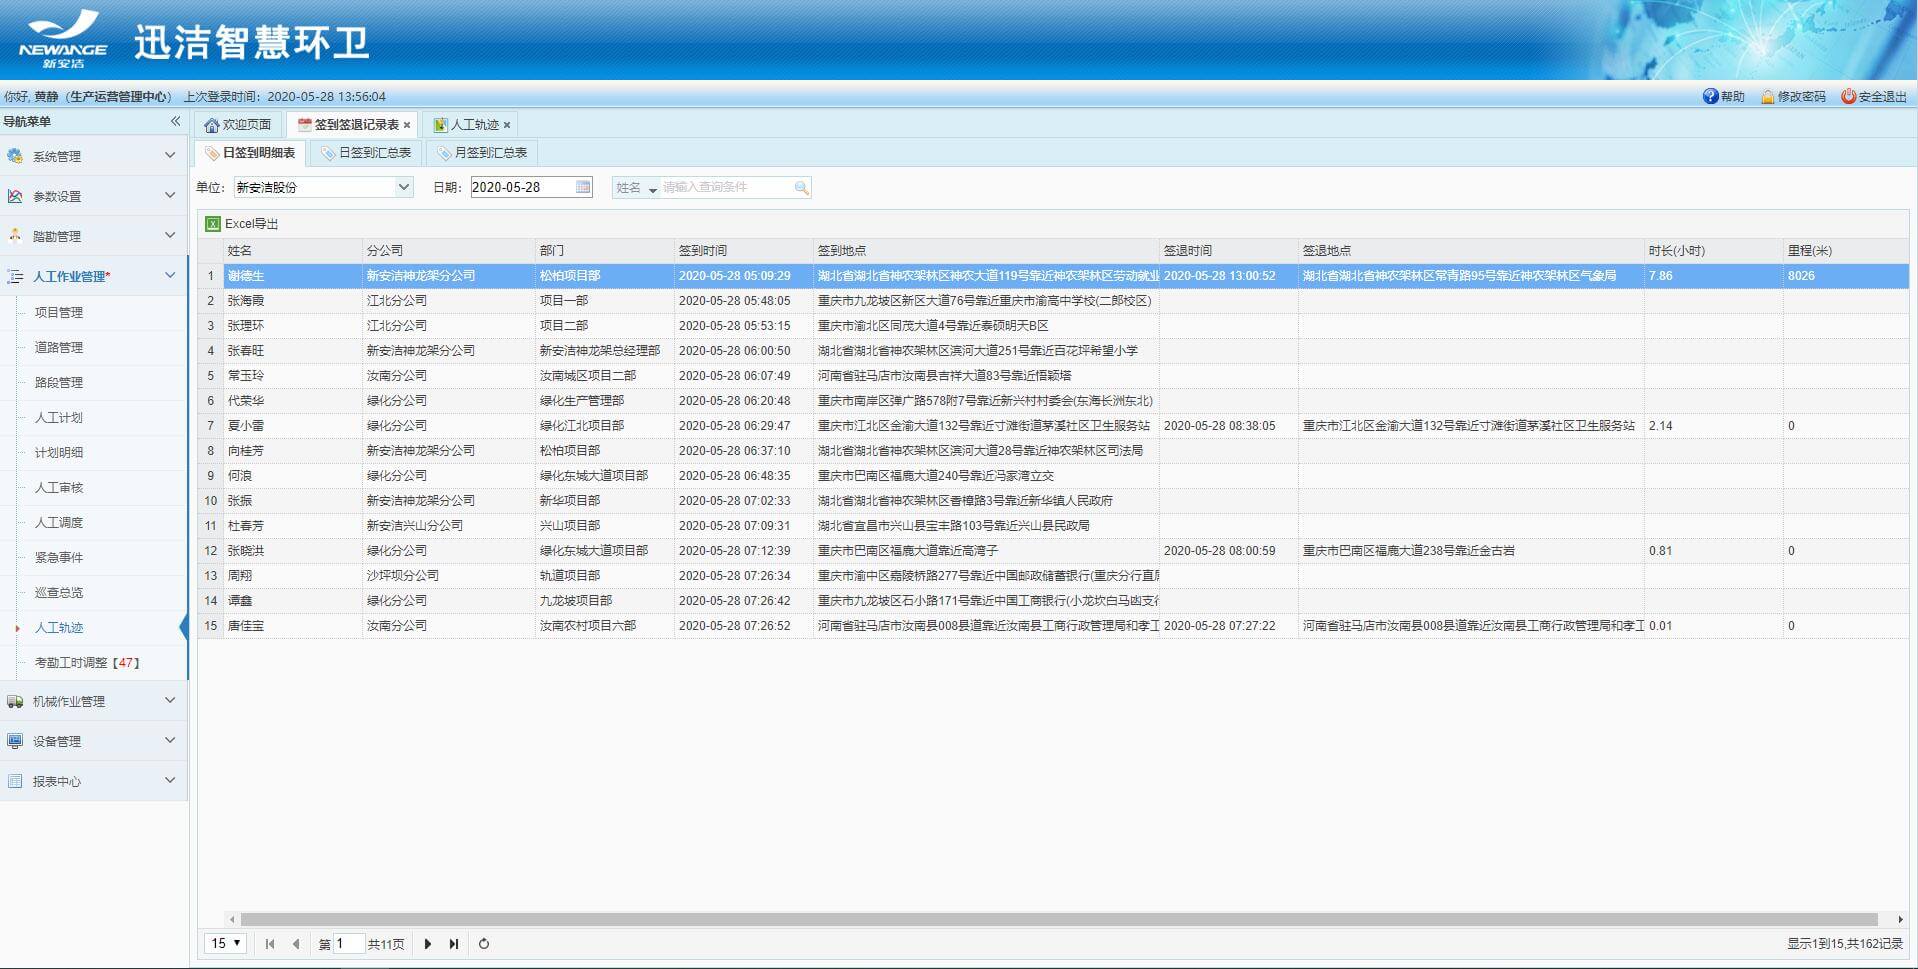 NEWANGE
新安洁
迅洁智慧环卫
你好, 黄静（生产运营管理中心） 上次登录时间：2020-05-28 13:56:04 帮助 修改密码 安全退出
导航菜单 «
系统管理
参数设置
踏勘管理
人工作业管理*
项目管理
道路管理
路段管理
人工计划
计划明细
人工审核
人工调度
紧急事件
巡查总览
人工轨迹
考勤工时调整【47】
机械作业管理
设备管理
报表中心
欢迎页面 签到签退记录表 × 人工轨迹 ×
日签到明细表 日签到汇总表 月签到汇总表
单位: 新安洁股份 日期: 2020-05-28 姓名 请输入查询条件
Excel导出
姓名 分公司 部门 签到时间 签到地点 签退时间 签退地点 时长(小时) 里程(米)
1 谢德生 新安洁神龙架分公司 松柏项目部 2020-05-28 05:09:29 湖北省湖北省神农架林区神农大道119号靠近神农架林区劳动就业 2020-05-28 13:00:52 湖北省湖北省神农架林区常青路95号靠近神农架林区气象局 7.86 8026
2 张海霞 江北分公司 项目一部 2020-05-28 05:48:05 重庆市九龙坡区新区大道76号靠近重庆市渝高中学校(二郎校区)
3 张理环 江北分公司 项目二部 2020-05-28 05:53:15 重庆市渝北区同茂大道4号靠近泰硕明天B区
4 张春旺 新安洁神龙架分公司 新安洁神龙架总经理部 2020-05-28 06:00:50 湖北省湖北省神农架林区滨河大道251号靠近百花坪希望小学
5 常玉玲 汝南分公司 汝南城区项目二部 2020-05-28 06:07:49 河南省驻马店市汝南县吉祥大道83号靠近悟颖塔
6 代荣华 绿化分公司 绿化生产管理部 2020-05-28 06:20:48 重庆市南岸区弹广路578附7号靠近新兴村村委会(东海长洲东北)
7 夏小雷 绿化分公司 绿化江北项目部 2020-05-28 06:29:47 重庆市江北区金渝大道132号靠近寸滩街道茅溪社区卫生服务站 2020-05-28 08:38:05 重庆市江北区金渝大道132号靠近寸滩街道茅溪社区卫生服务站 2.14 0
8 向桂芳 新安洁神龙架分公司 松柏项目部 2020-05-28 06:37:10 湖北省湖北省神农架林区滨河大道28号靠近神农架林区司法局
9 何浪 绿化分公司 绿化东城大道项目部 2020-05-28 06:48:35 重庆市巴南区福鹿大道240号靠近冯家湾立交
10 张振 新安洁神龙架分公司 新华项目部 2020-05-28 07:02:33 湖北省湖北省神农架林区香樟路3号靠近新华镇人民政府
11 杜春芳 新安洁兴山分公司 兴山项目部 2020-05-28 07:09:31 湖北省宜昌市兴山县宝丰路103号靠近兴山县民政局
12 张晓洪 绿化分公司 绿化东城大道项目部 2020-05-28 07:12:39 重庆市巴南区福鹿大道靠近高湾子 2020-05-28 08:00:59 重庆市巴南区福鹿大道238号靠近金古岩 0.81 0
13 周翔 沙坪坝分公司 轨道项目部 2020-05-28 07:26:34 重庆市渝中区嘉陵桥路277号靠近中国邮政储蓄银行(重庆分行直属
14 谭鑫 绿化分公司 九龙坡项目部 2020-05-28 07:26:42 重庆市九龙坡区石小路171号靠近中国工商银行(小龙坎白马凼支行
15 唐佳宝 汝南分公司 汝南农村项目六部 2020-05-28 07:26:52 河南省驻马店市汝南县008县道靠近汝南县工商行政管理局和孝工 2020-05-28 07:27:22 河南省驻马店市汝南县008县道靠近汝南县工商行政管理局和孝工 0.01 0
15 第 1 共11页 显示1到15,共162记录